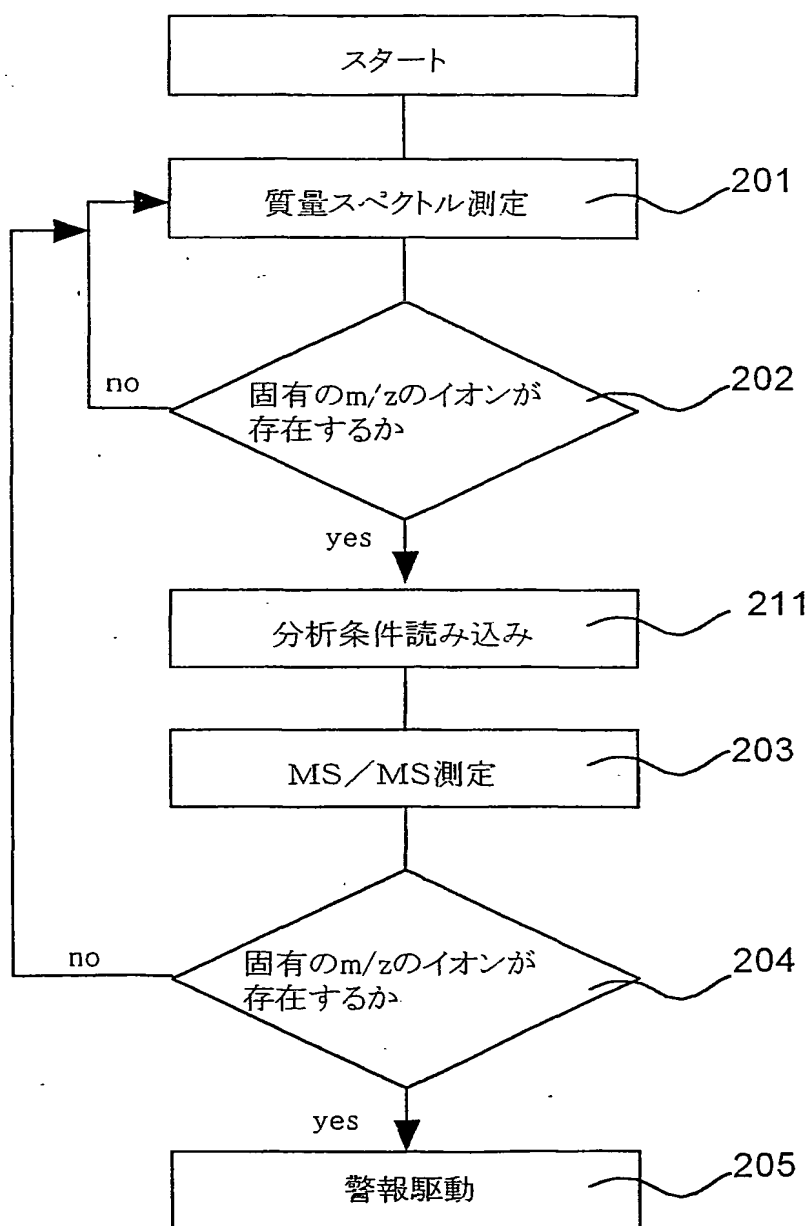 スタート
質量スペクトル測定
201
no
固有のm/zのイオンが
存在するか
202
yes
分析条件読み込み
211
MS/MS測定
203
no
固有のm/zのイオンが
存在するか
204
yes
警報駆動
205